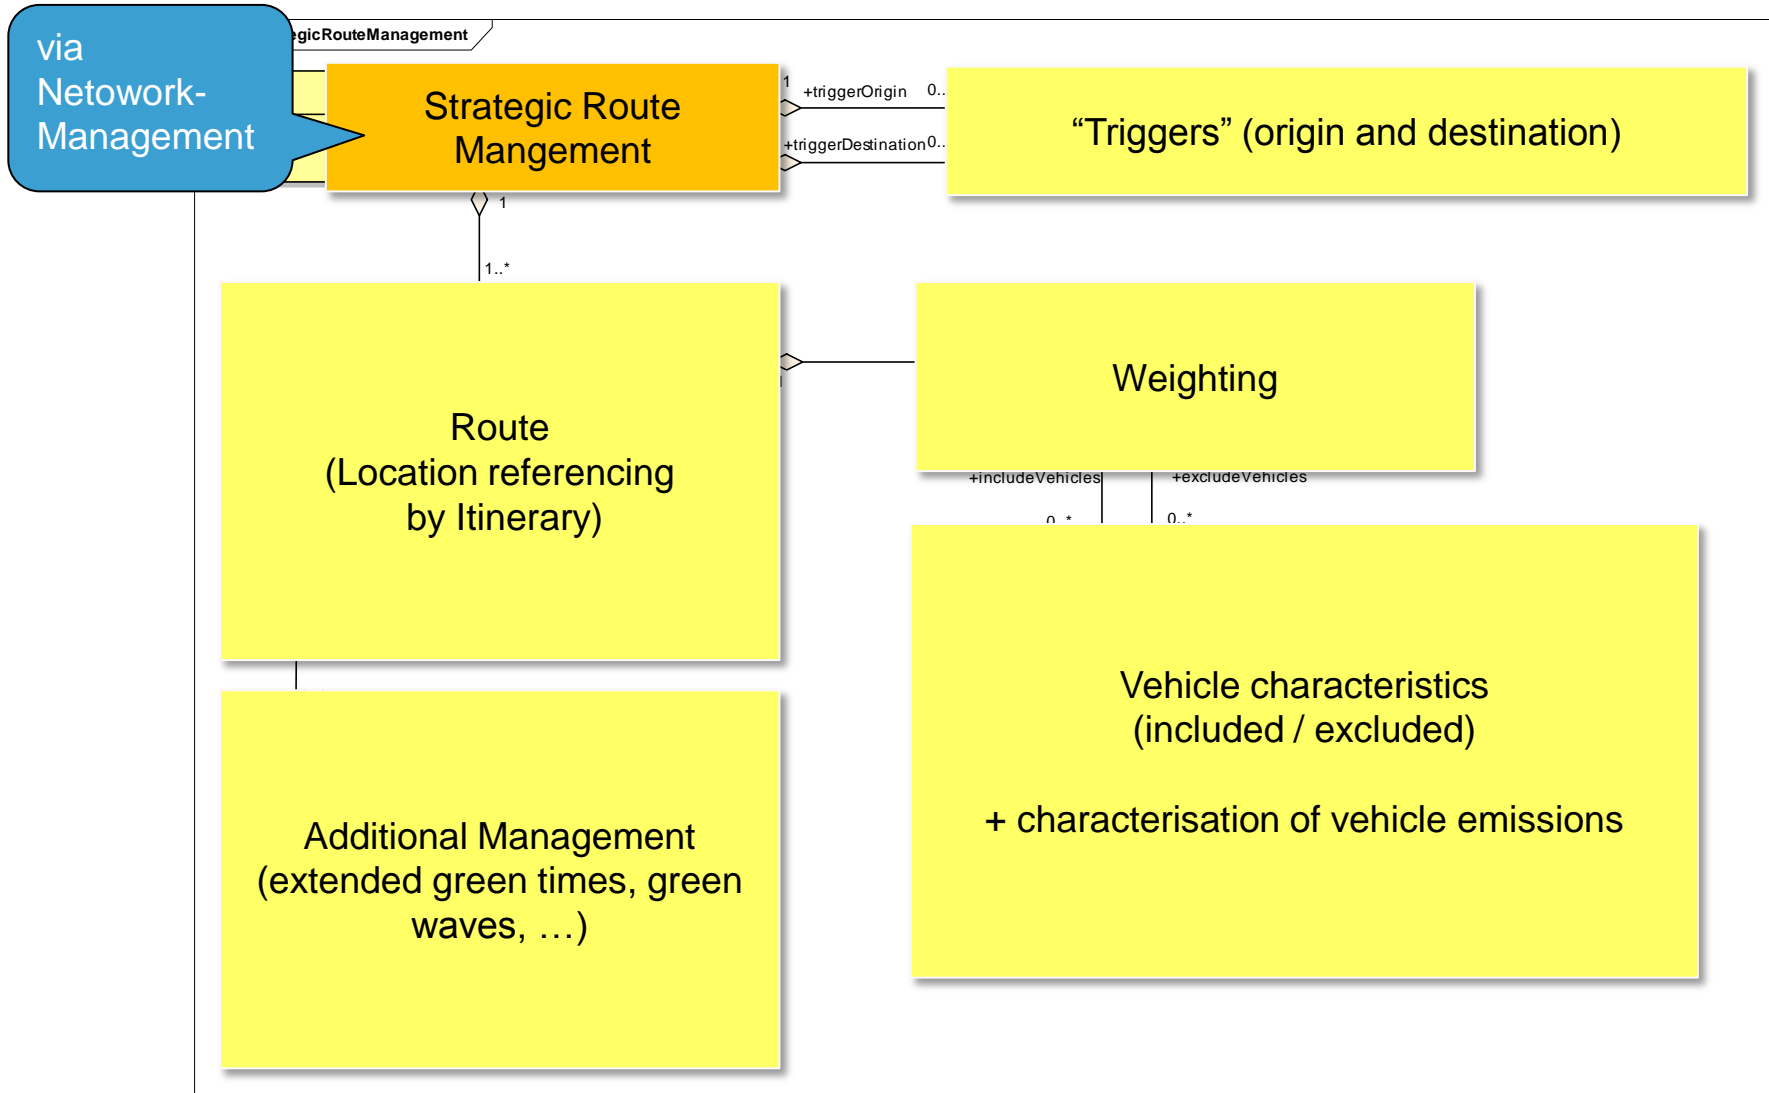 via
Netowork-
Management
egicRouteManagement
Strategic Route
Mangement
1
+triggerOrigin
0..
+triggerDestination
0..
“Triggers” (origin and destination)
1
1..*
Route
(Location referencing
by Itinerary)
Weighting
+includeVehicles
+excludeVehicles
0..*
0..*
Vehicle characteristics
(included / excluded)
+ characterisation of vehicle emissions
Additional Management
(extended green times, green
waves, …)